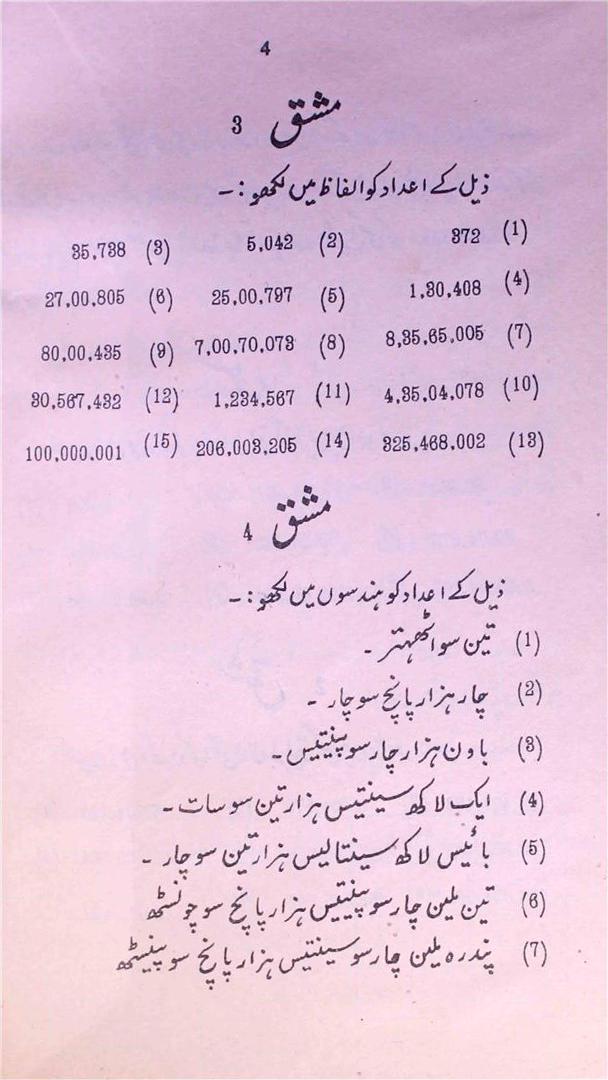 4
مشق 3
ذیل کے اعداد کو الفاظ میں لکھو :-
(1) 372 (2) 5,042 (3) 35,738
(4) 1,30,408 (5) 25,00,797 (6) 27,00,805
(7) 8,35,65,005 (8) 7,00,70,073 (9) 80,00,435
(10) 4,35,04,078 (11) 1,234,567 (12) 30,567,432
(13) 325,468,002 (14) 206,003,205 (15) 100,000,001
مشق 4
ذیل کے اعداد کو ہندسوں میں لکھو :-
(1) تین سو اٹھہتر -
(2) چار ہزار پانچ سو چار -
(3) باون ہزار چار سو پینتیس -
(4) ایک لاکھ سینتیس ہزار تین سو سات -
(5) بائیس لاکھ سینتالیس ہزار تین سو چار -
(6) تین ملین چار سو پینتیس ہزار پانچ سو چونسٹھ
(7) پندرہ ملین چار سو سینتیس ہزار پانچ سو پینسٹھ